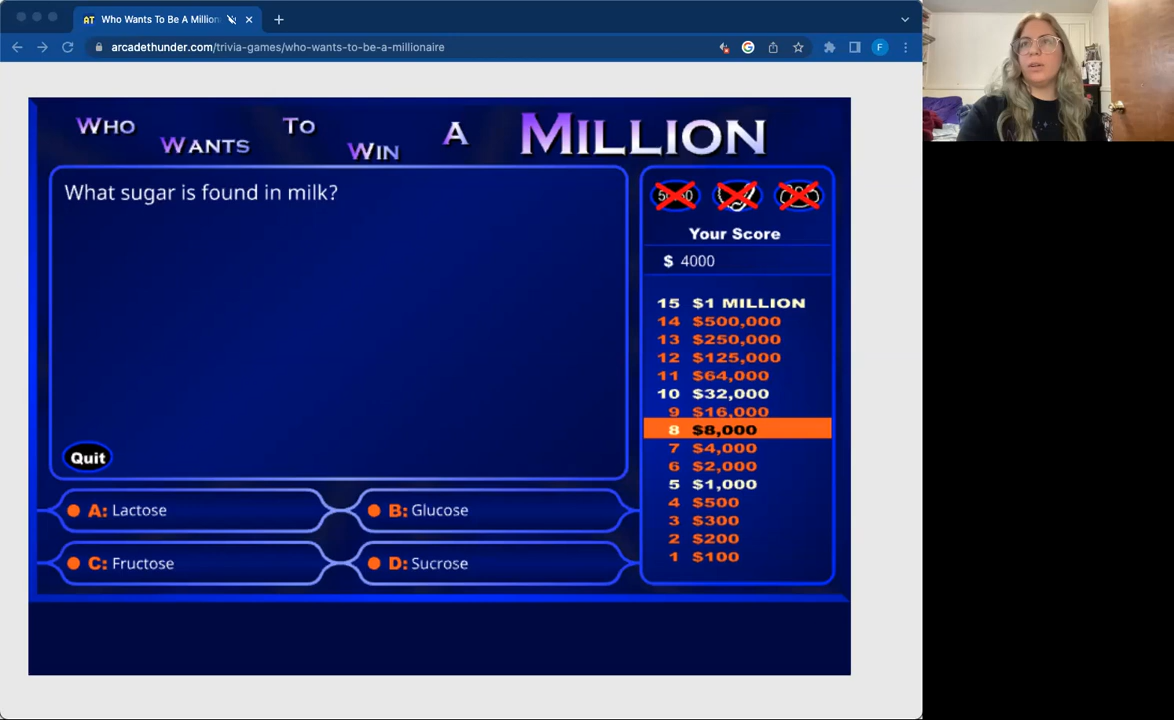 Who Wants To Be A Million
arcadethunder.com/trivia-games/who-wants-to-be-a-millionaire
F
WHO WANTS TO WIN A MILLION
What sugar is found in milk?
Quit
A: Lactose
B: Glucose
C: Fructose
D: Sucrose
50:50
Your Score
$ 4000
15 $1 MILLION
14 $500,000
13 $250,000
12 $125,000
11 $64,000
10 $32,000
9 $16,000
8 $8,000
7 $4,000
6 $2,000
5 $1,000
4 $500
3 $300
2 $200
1 $100